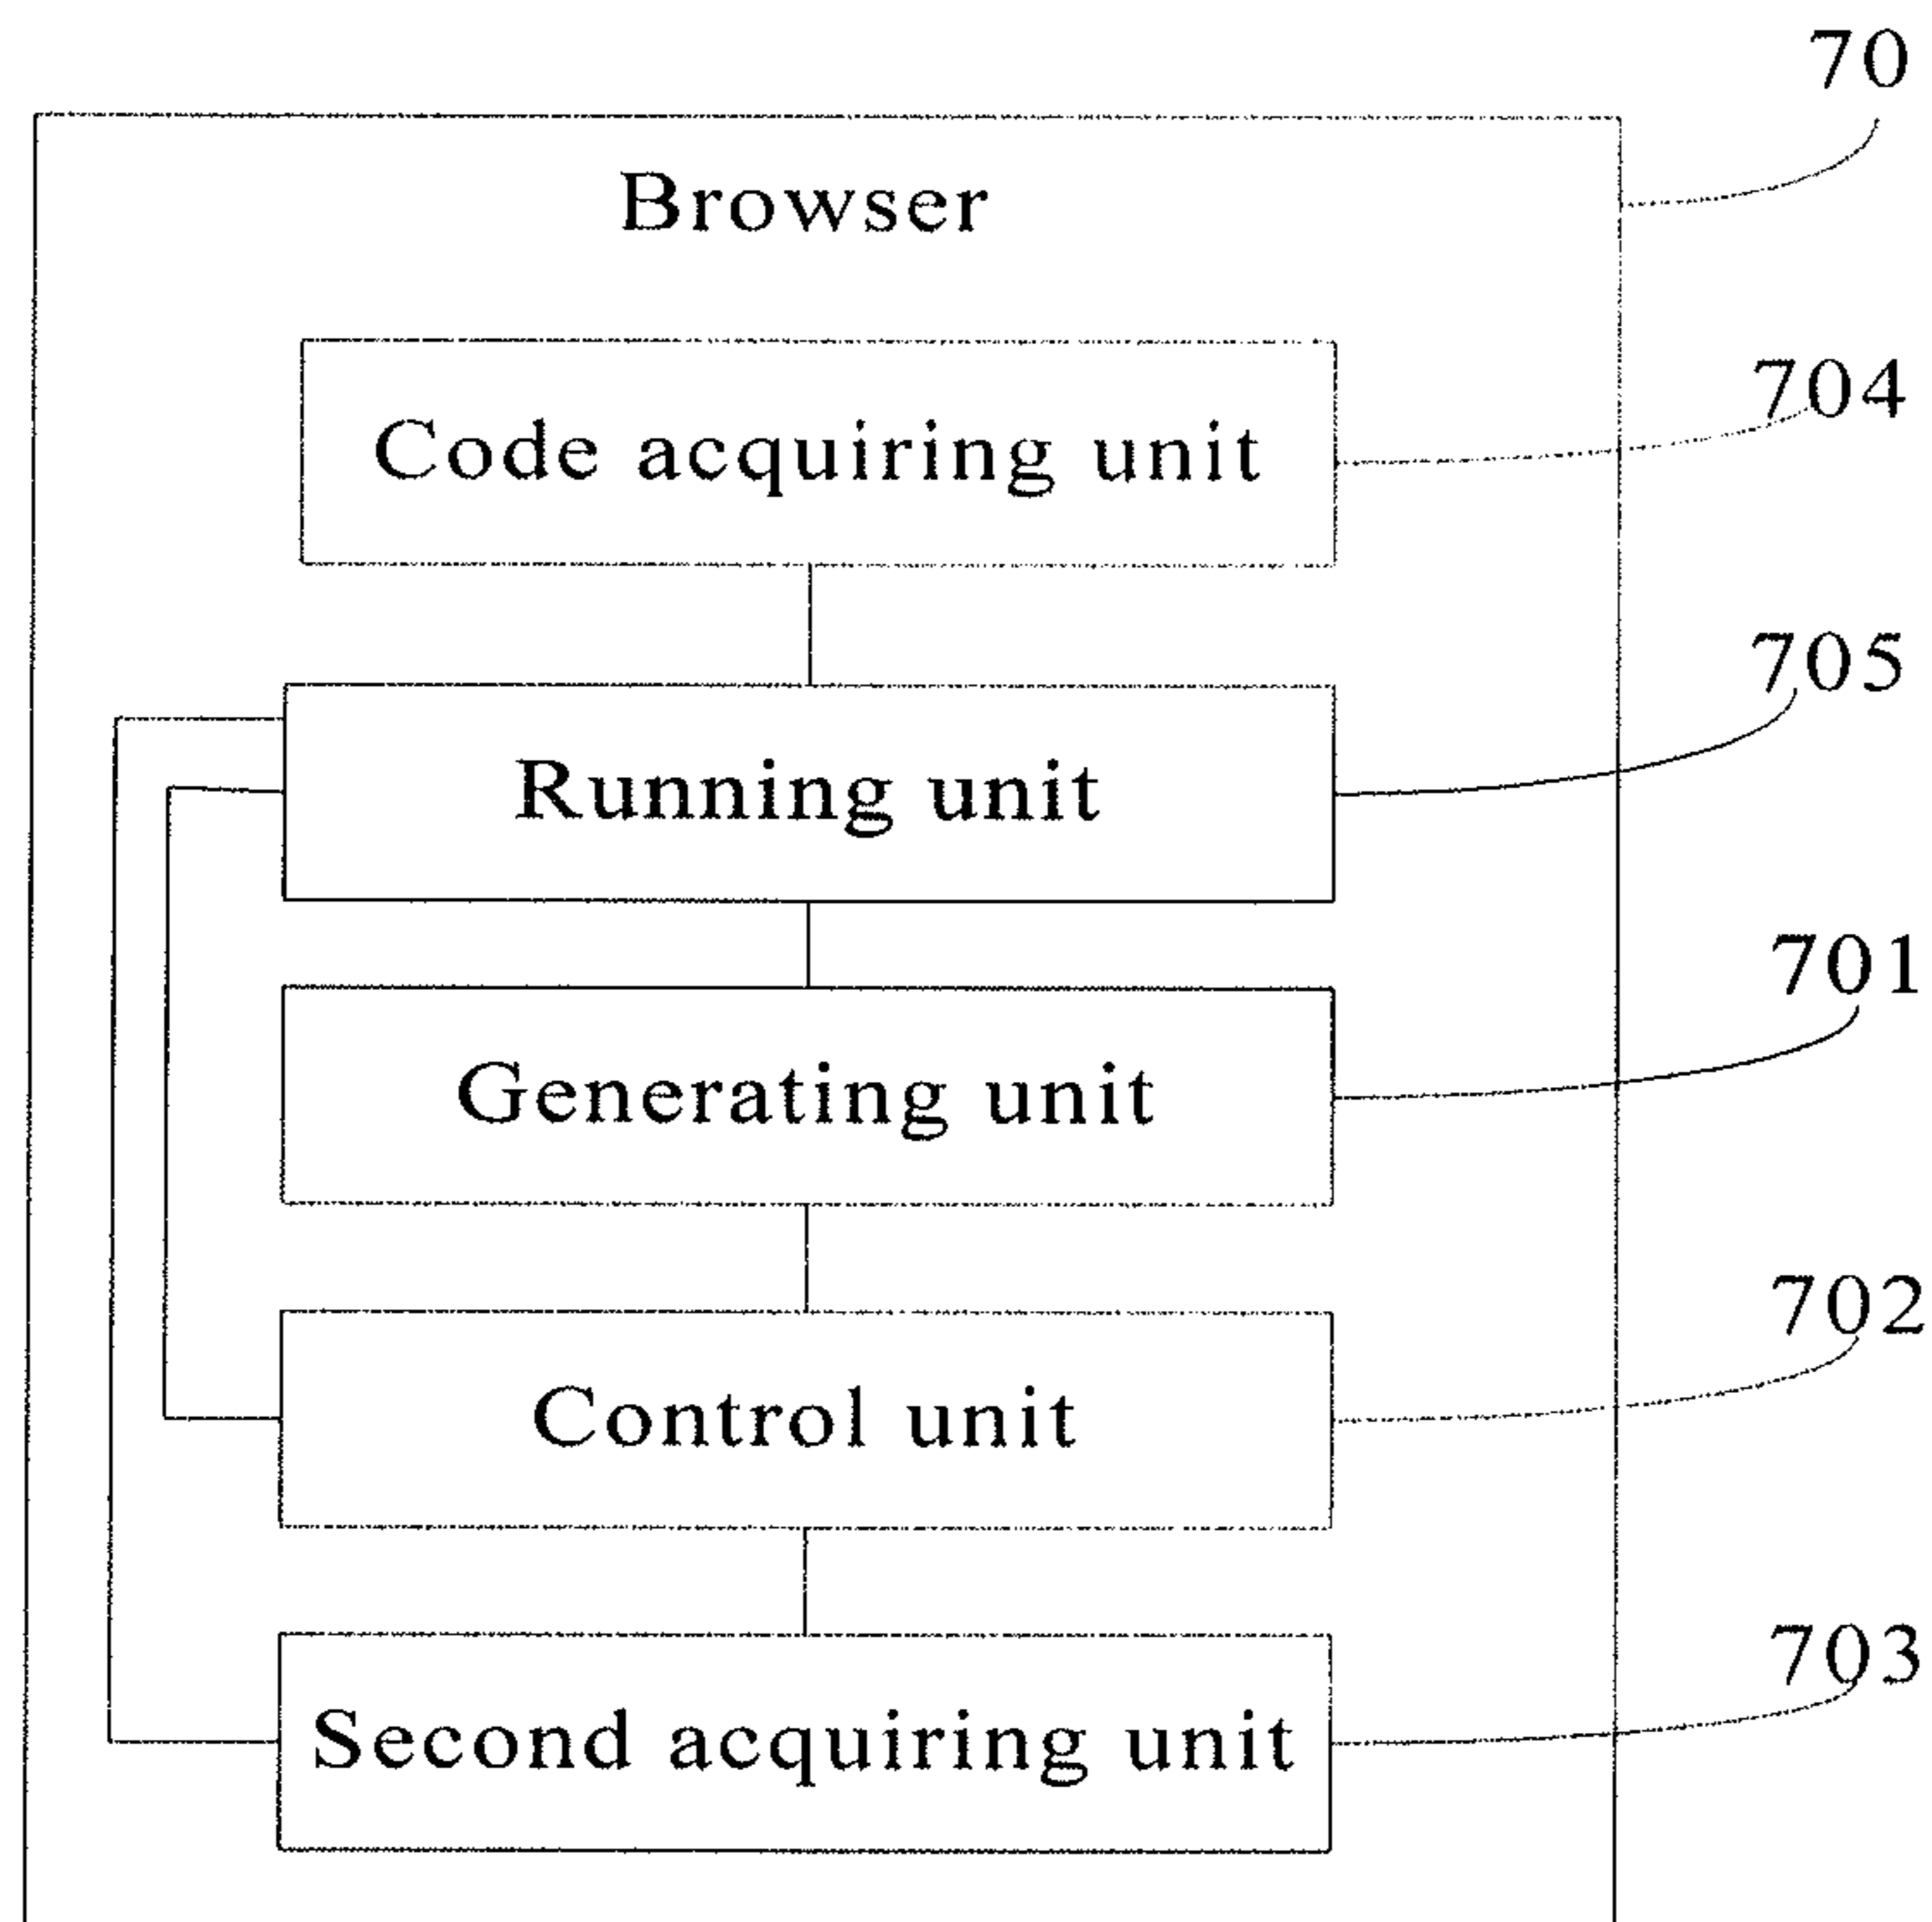 70
Browser
704
Code acquiring unit
705
Running unit
701
Generating unit
702
Control unit
703
Second acquiring unit